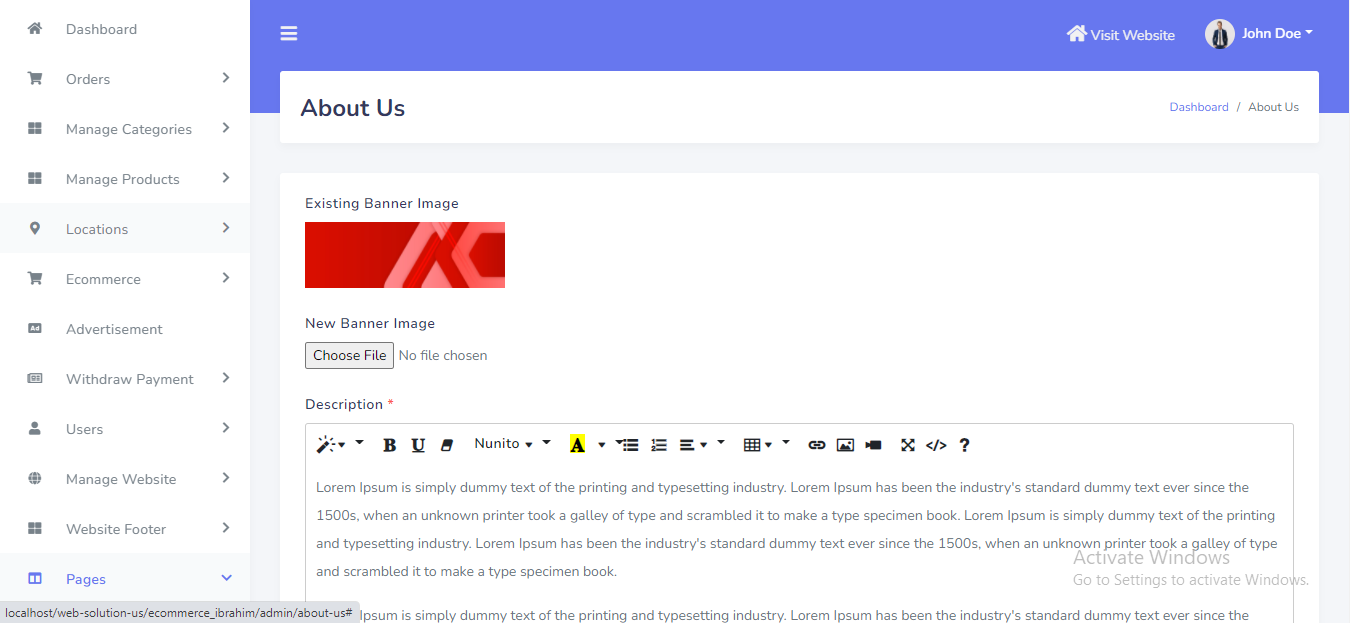 Dashboard
Orders
Manage Categories
Manage Products
Locations
Ecommerce
Ad
Advertisement
Withdraw Payment
Users
Manage Website
Website Footer
Pages
localhost/web-solution-us/ecommerce_ibrahim/admin/about-us#
Visit Website
John Doe
About Us
Dashboard / About Us
Existing Banner Image
New Banner Image
Choose File No file chosen
Description *
B U Nunito A </> ?
Lorem Ipsum is simply dummy text of the printing and typesetting industry. Lorem Ipsum has been the industry's standard dummy text ever since the
1500s, when an unknown printer took a galley of type and scrambled it to make a type specimen book. Lorem Ipsum is simply dummy text of the printing
and typesetting industry. Lorem Ipsum has been the industry's standard dummy text ever since the 1500s, when an unknown printer took a galley of type
and scrambled it to make a type specimen book.
Ipsum is simply dummy text of the printing and typesetting industry. Lorem Ipsum has been the industry's standard dummy text ever since the
Activate Windows
Go to Settings to activate Windows.